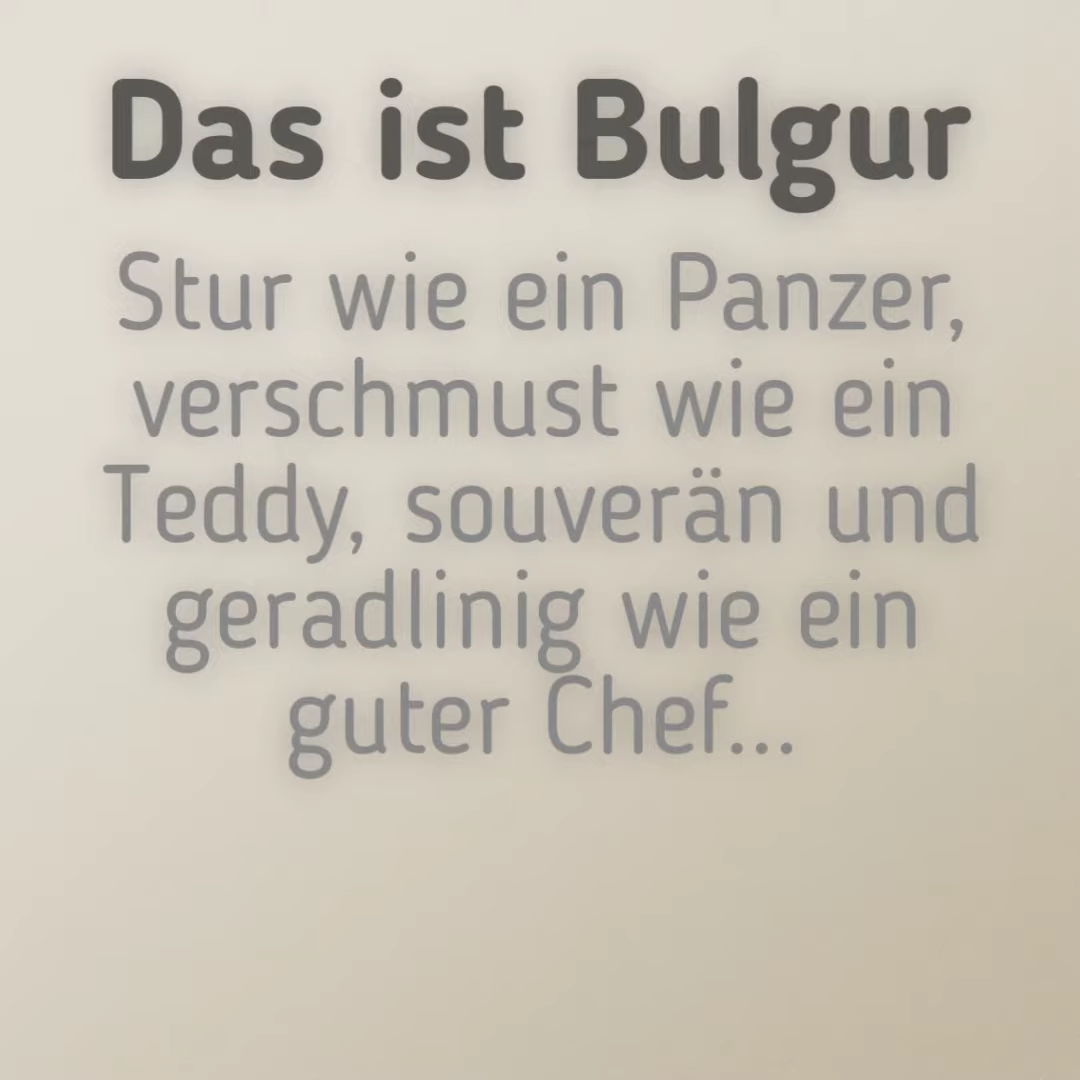 Das ist Bulgur
Stur wie ein Panzer,
verschmust wie ein
Teddy, souverän und
geradlinig wie ein
guter Chef...